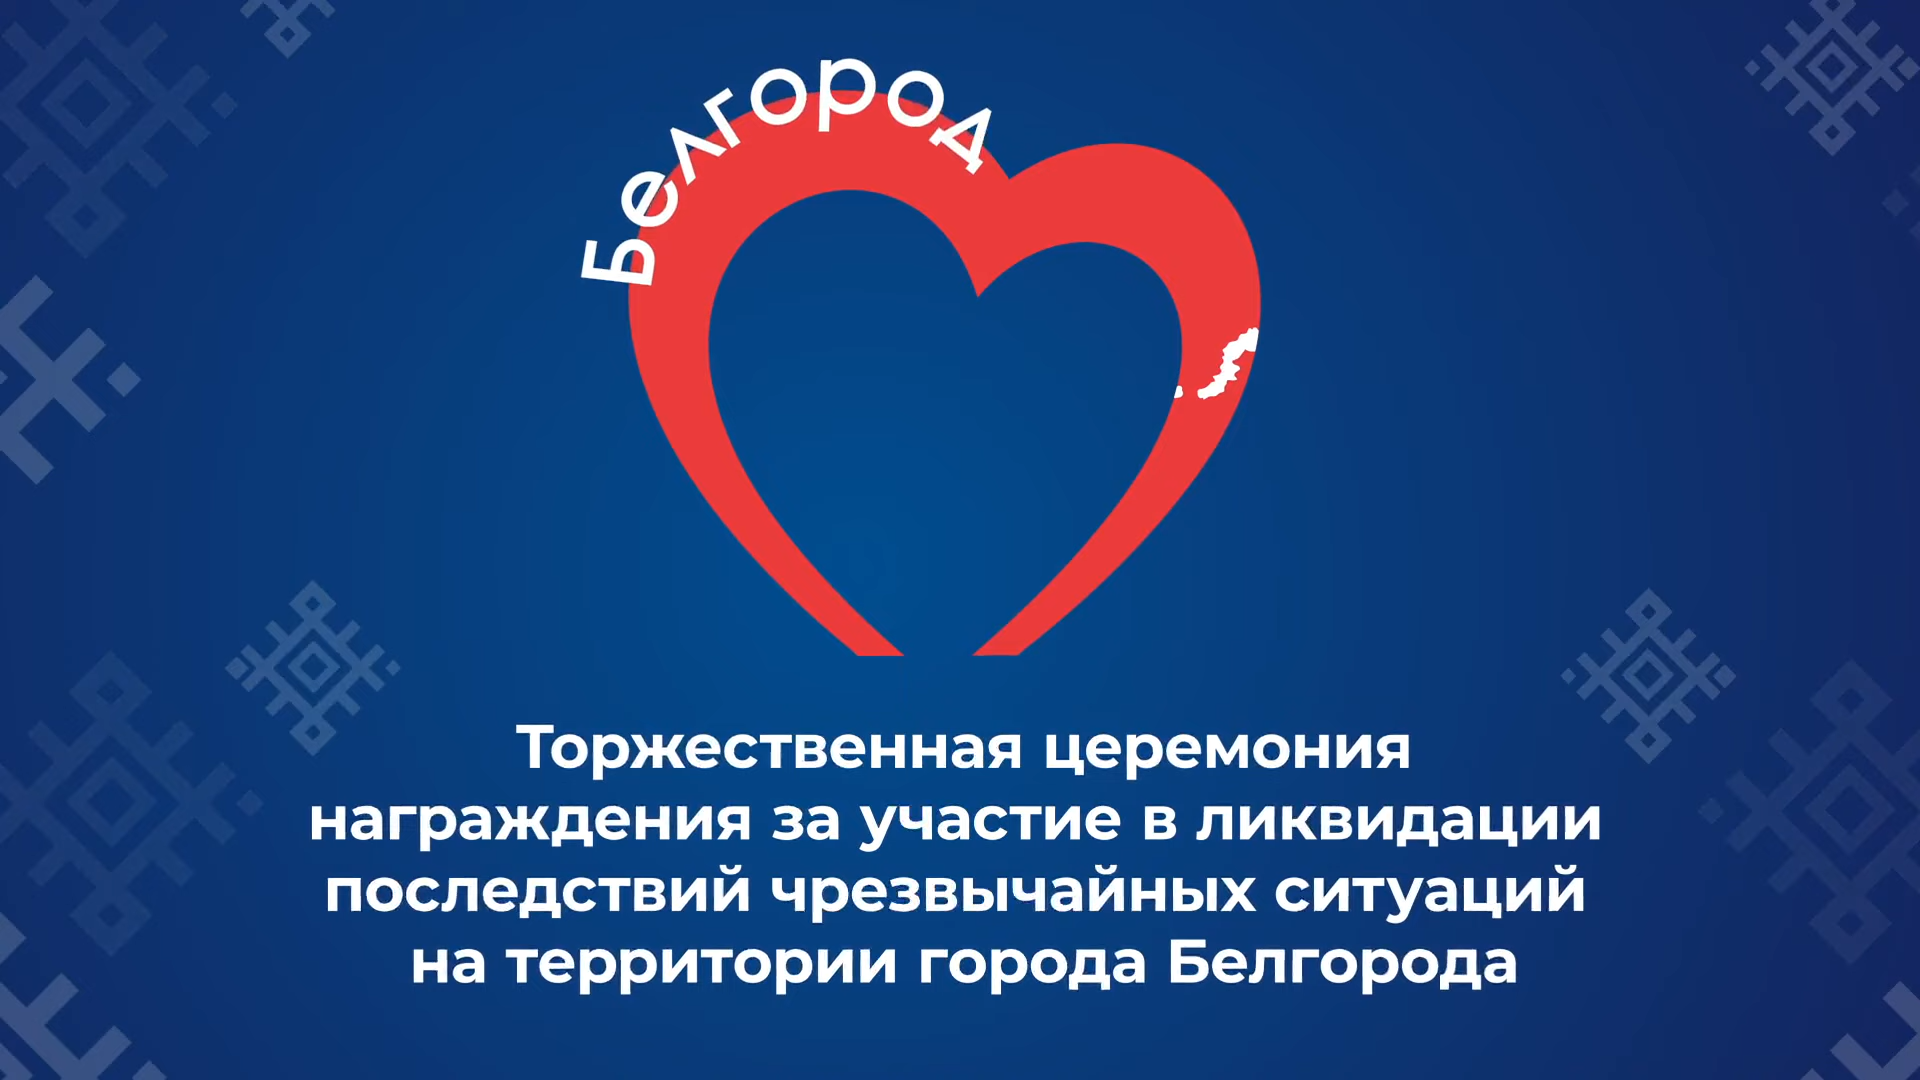 Белгород
Торжественная церемония
награждения за участие в ликвидации
последствий чрезвычайных ситуаций
на территории города Белгорода